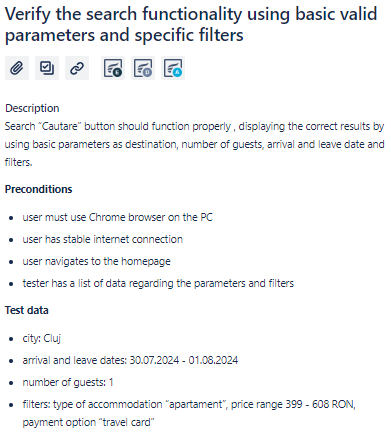 Verify the search functionality using basic valid
parameters and specific filters
Description
Search “Cautare” button should function properly , displaying the correct results by
using basic parameters as destination, number of guests, arrival and leave date and
filters.
Preconditions
• user must use Chrome browser on the PC
• user has stable internet connection
• user navigates to the homepage
• tester has a list of data regarding the parameters and filters
Test data
• city: Cluj
• arrival and leave dates: 30.07.2024 - 01.08.2024
• number of guests: 1
• filters: type of accommodation “apartament”, price range 399 - 608 RON,
payment option “travel card”